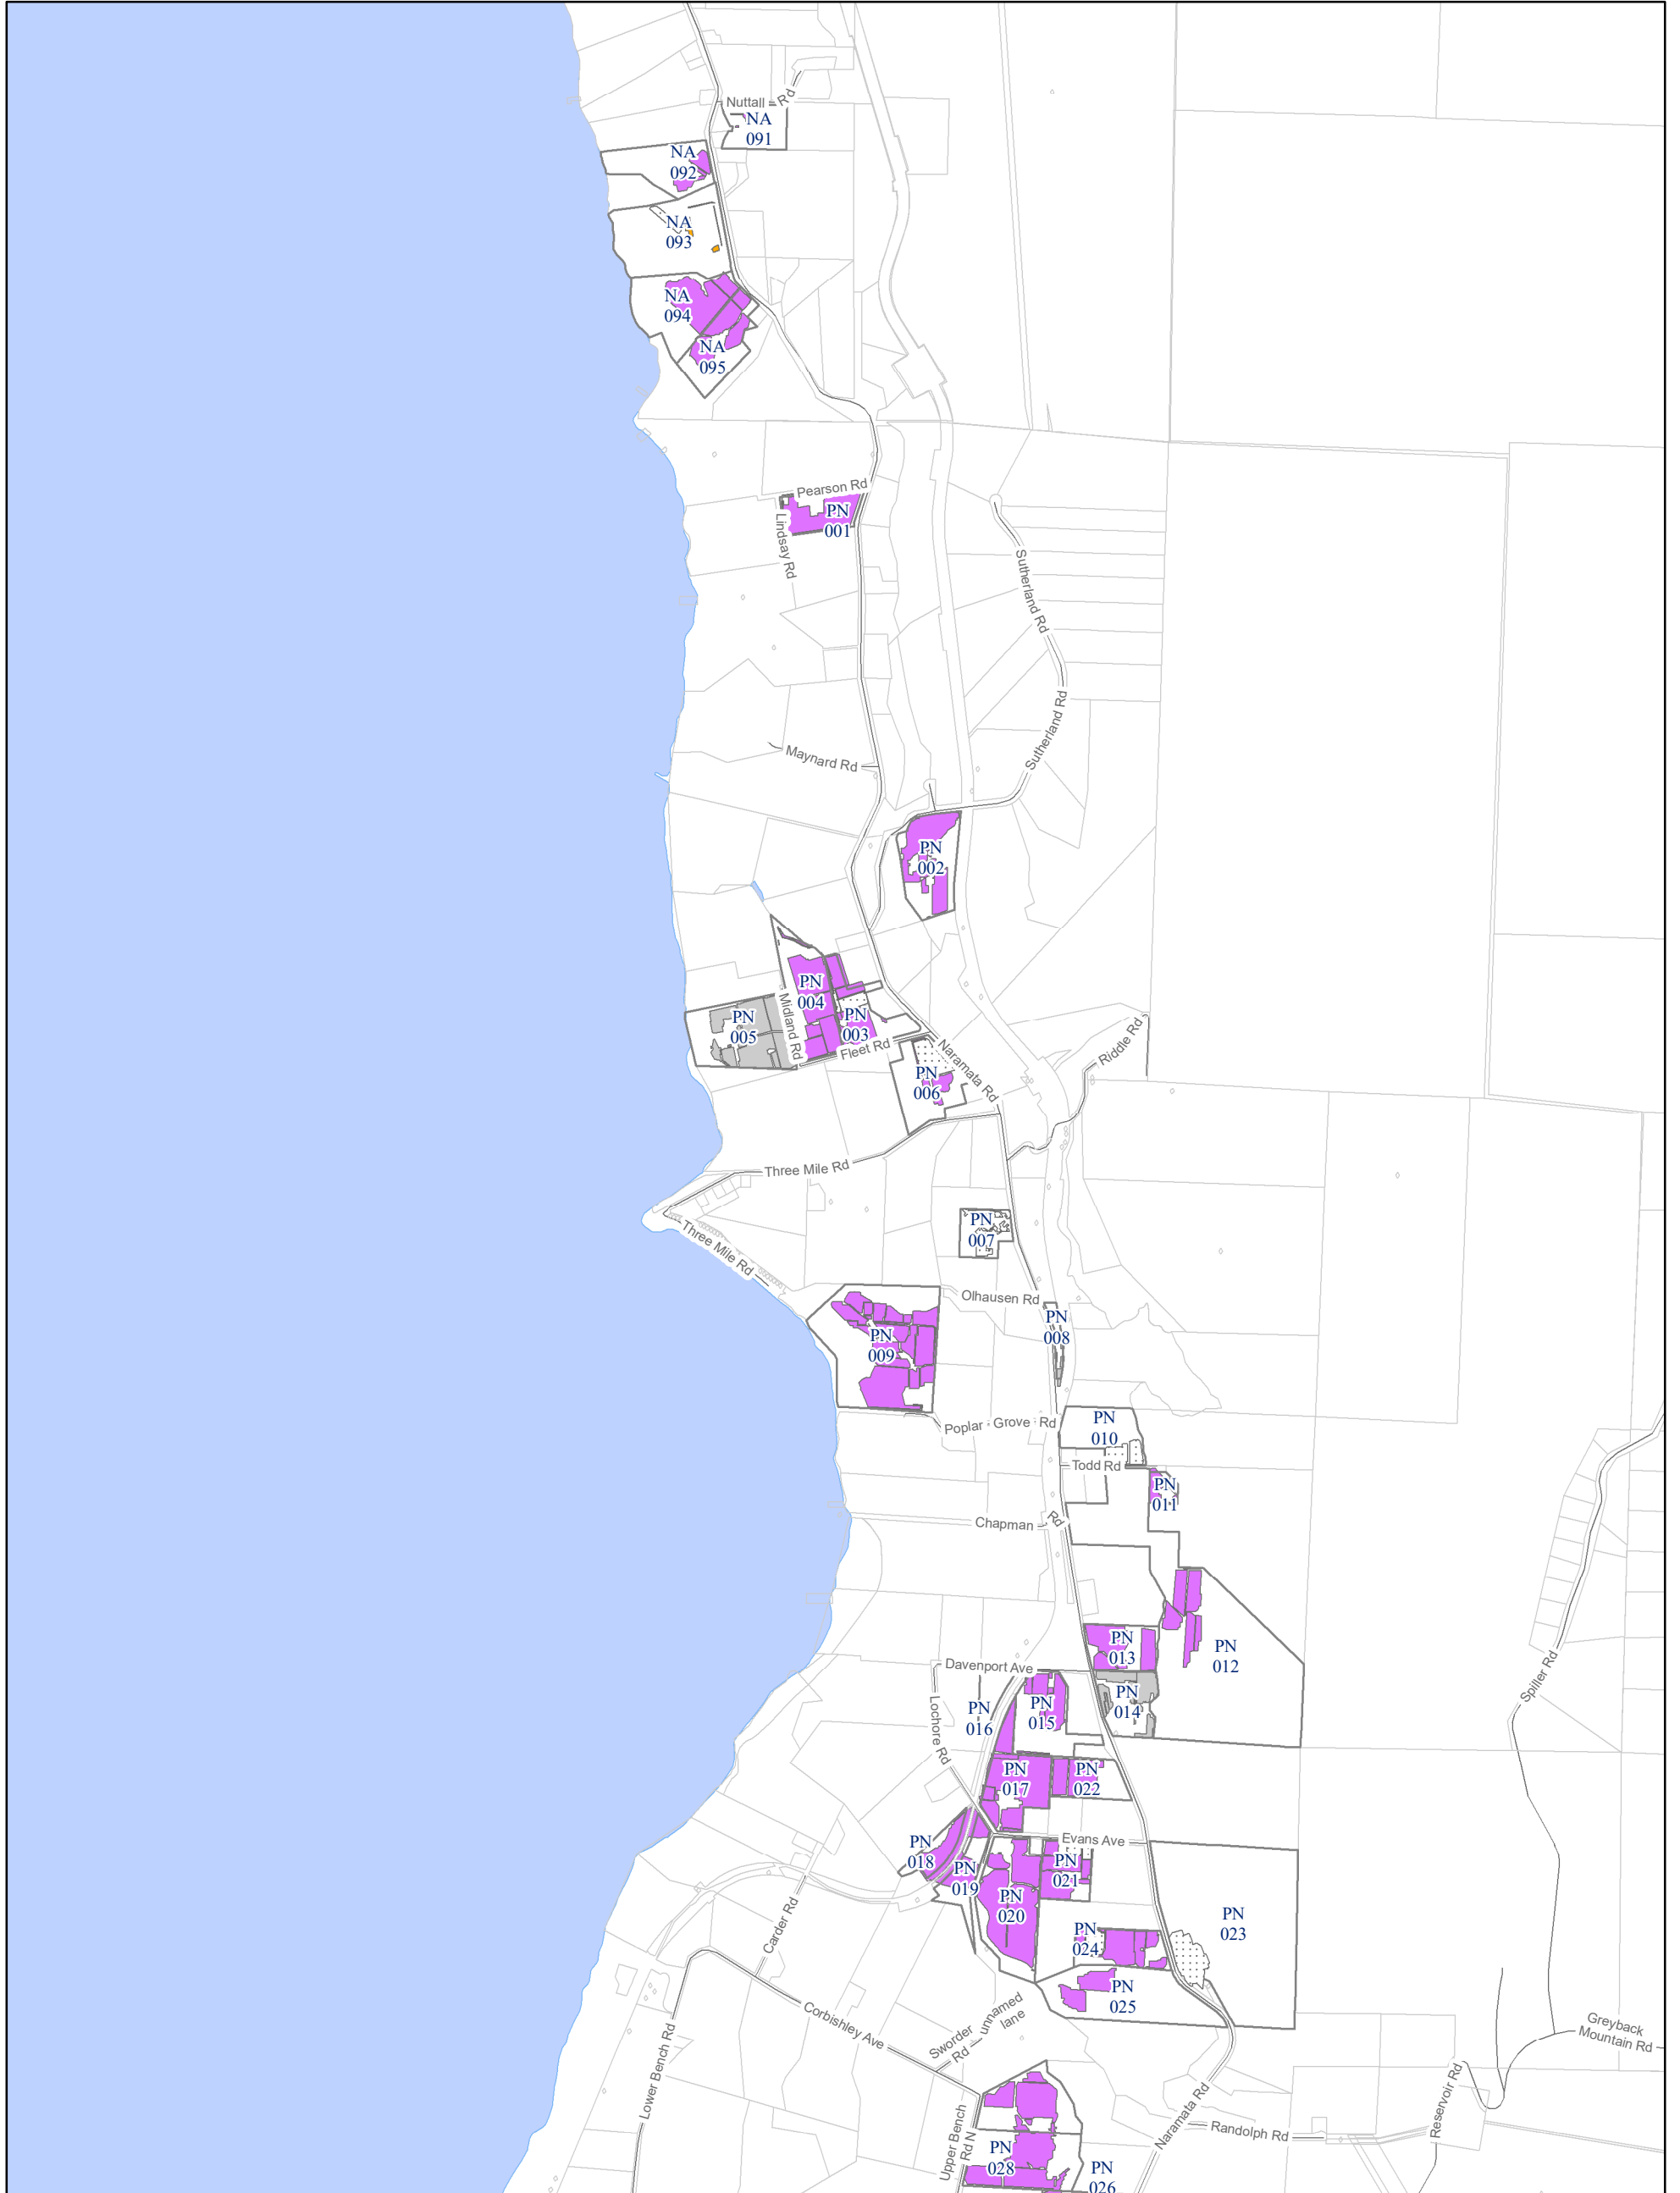 Nuttall Rd
NA
091
NA
092
NA
093
NA
094
NA
095
Pearson Rd
PN
001
Lindsay Rd
Sutherland Rd
Sutherland Rd
Maynard Rd
PN
002
PN
004
Midland Rd
PN
003
PN
005
Fleet Rd
Naramata Rd
Riddle Rd
PN
006
Three Mile Rd
PN
007
Three Mile Rd
Olhausen Rd
PN
008
PN
009
Poplar Grove Rd
PN
010
Todd Rd
PN
011
Chapman Rd
PN
013
PN
012
Davenport Ave
PN
014
Spiller Rd
PN
015
PN
016
Lochore Rd
PN
017
PN
022
Evans Ave
PN
018
PN
019
PN
021
PN
020
PN
023
Carder Rd
PN
024
PN
025
Corbishley Ave
unnamed
lane
Sworder
Rd
Greyback
Mountain Rd
Lower Bench Rd
Reservoir Rd
Naramata Rd
Randolph Rd
Upper Bench
Rd N
PN
028
PN
026